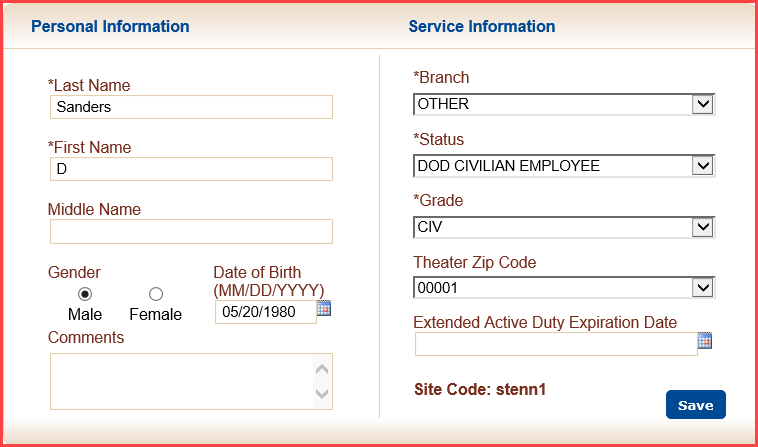 Personal Information
*Last Name
Sanders
*First Name
D
Middle Name
Gender
Male Female
Date of Birth
(MM/DD/YYYY)
05/20/1980
Comments
Service Information
*Branch
OTHER
*Status
DOD CIVILIAN EMPLOYEE
*Grade
CIV
Theater Zip Code
00001
Extended Active Duty Expiration Date
Site Code: stenn1
Save